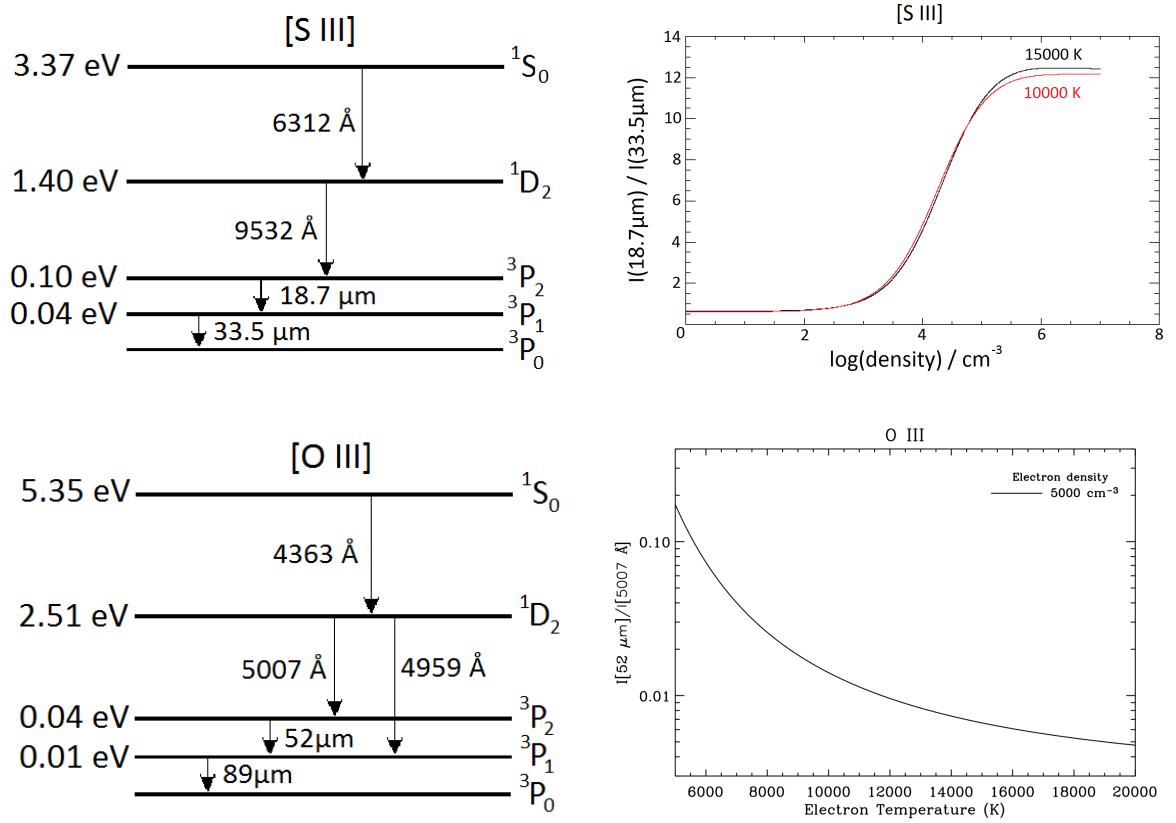 [S III]
3.37 eV
¹S₀
6312 Å
1.40 eV
¹D₂
9532 Å
0.10 eV
³P₂
18.7 µm
0.04 eV
³P₁
33.5 µm
³P₀
[S III]
I(18.7µm) / I(33.5µm)
14
12
10
8
6
4
2
15000 K
10000 K
0 2 4 6 8
log(density) / cm⁻³
[O III]
5.35 eV
¹S₀
4363 Å
2.51 eV
¹D₂
5007 Å
4959 Å
0.04 eV
³P₂
52µm
0.01 eV
³P₁
89µm
³P₀
O III
Electron density
5000 cm⁻³
I[52 µm]/I[5007 Å]
0.10
0.01
6000 8000 10000 12000 14000 16000 18000 20000
Electron Temperature (K)